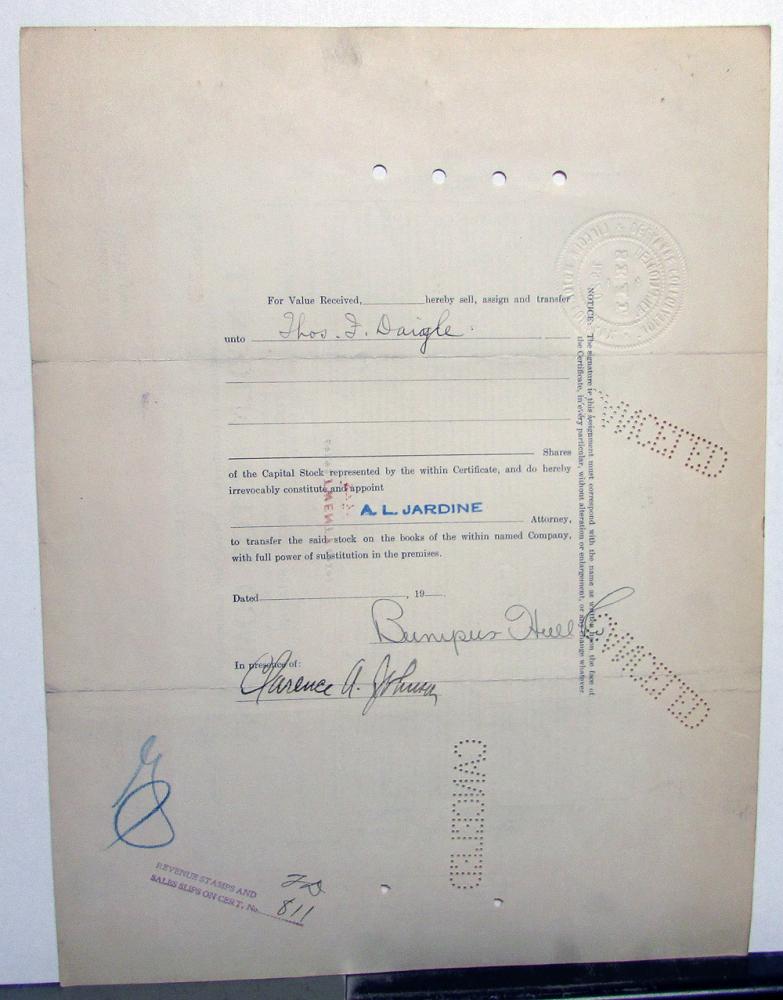 For Value Received, hereby sell, assign and transfer
unto Thos. F. Daigle.
Shares
of the Capital Stock represented by the within Certificate, and do hereby
irrevocably constitute and appoint
A. L. JARDINE
Attorney,
to transfer the said stock on the books of the within named Company,
with full power of substitution in the premises.
Dated , 19
Bumpus Hull
In presence of:
Clarence A. Johnson
NOTICE: The signature to this assignment must correspond with the name as written upon the face of
the Certificate, in every particular, without alteration or enlargement, or any change whatever.
CANCELLED
CANCELLED
CANCELLED
REVENUE STAMPS AND
SALES SLIPS ON CERT. No. 811